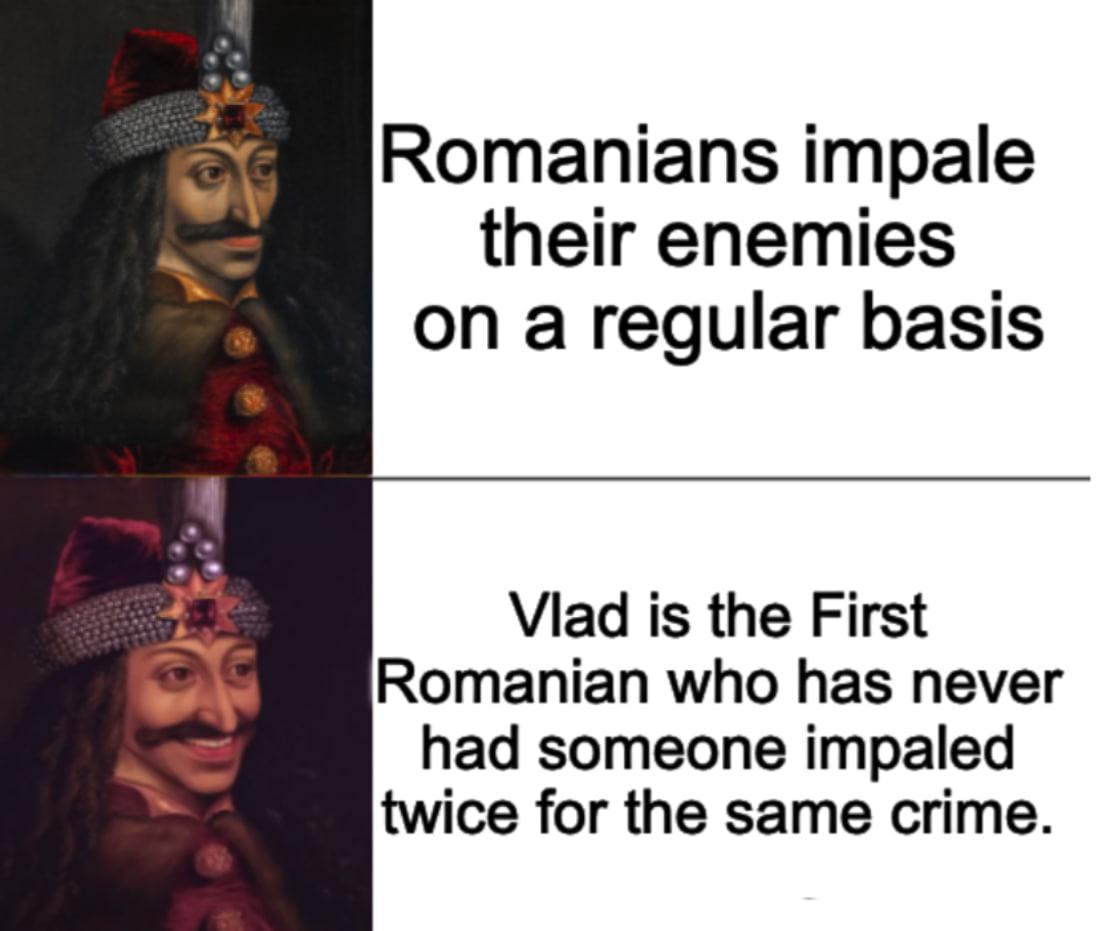 Romanians impale
their enemies
on a regular basis
Vlad is the First
Romanian who has never
had someone impaled
twice for the same crime.